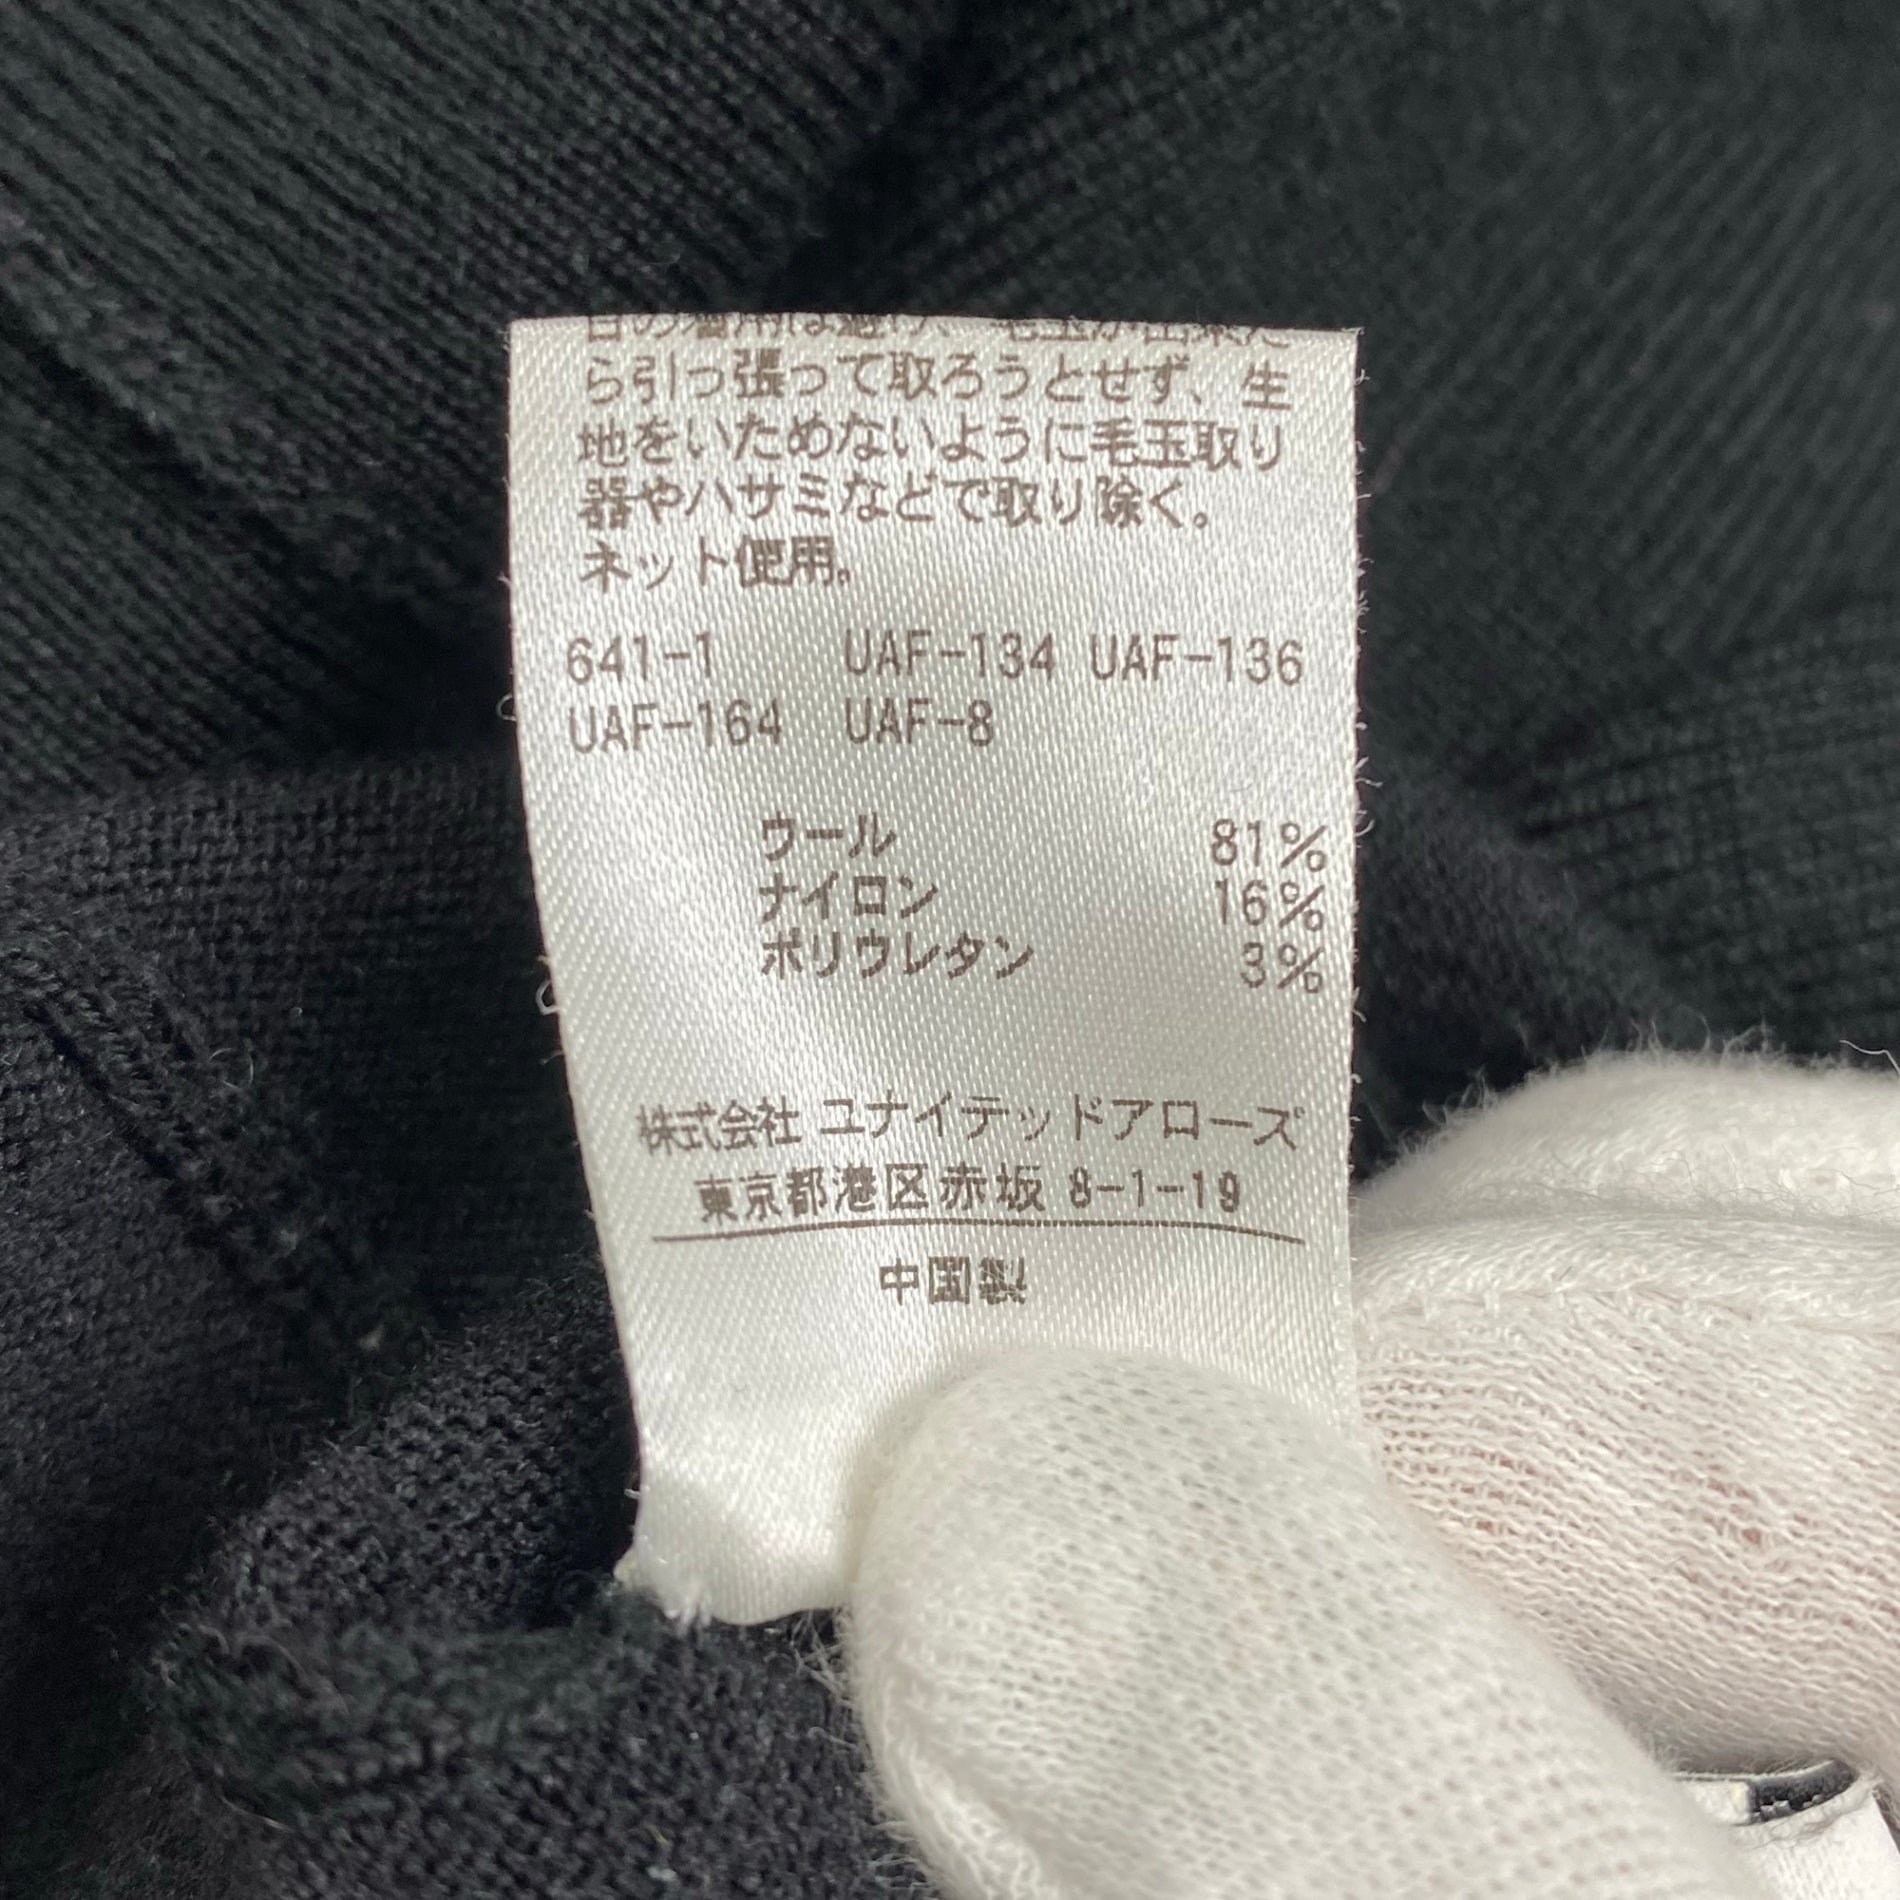 ら引っ張って取ろうとせず、生
地をいためないように毛玉取り
器やハサミなどで取り除く。
ネット使用。
641-1 UAF-134 UAF-136
UAF-164 UAF-8
ウール 81%
ナイロン 16%
ポリウレタン 3%
株式会社 ユナイテッドアローズ
東京都港区赤坂 8-1-19
中国製